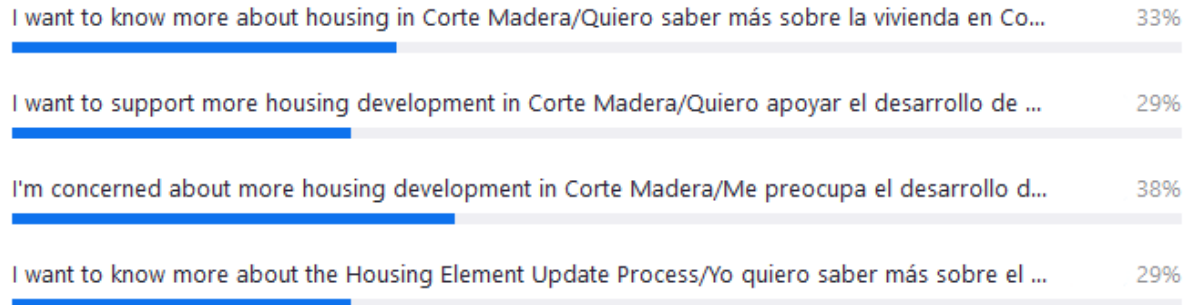 I want to know more about housing in Corte Madera/Quiero saber más sobre la vivienda en Co... 33%
I want to support more housing development in Corte Madera/Quiero apoyar el desarrollo de ... 29%
I'm concerned about more housing development in Corte Madera/Me preocupa el desarrollo d... 38%
I want to know more about the Housing Element Update Process/Yo quiero saber más sobre el ... 29%